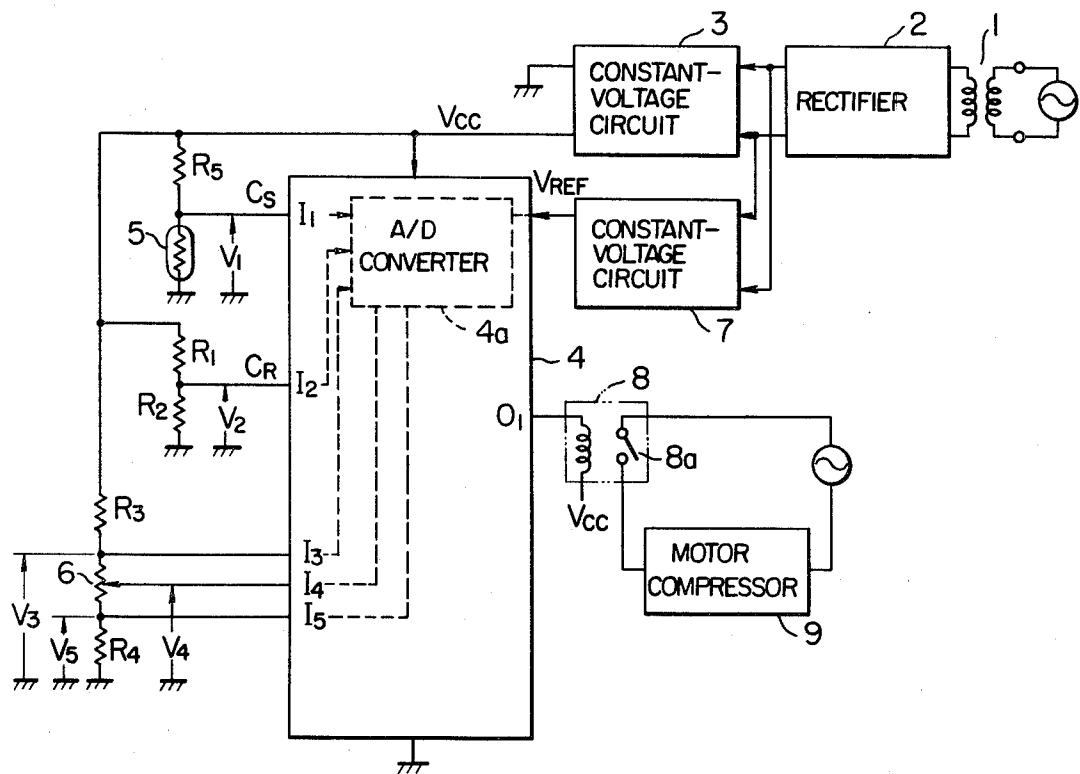 3
2
1
CONSTANT-
VOLTAGE
CIRCUIT
RECTIFIER
VCC
R5
CS
I1
A/D
CONVERTER
VREF
CONSTANT-
VOLTAGE
CIRCUIT
5
V1
4a
7
4
R1
CR
I2
R2
V2
8
O1
8a
VCC
R3
I3
MOTOR
COMPRESSOR
6
I4
V3
I5
V5
R4
V4
9